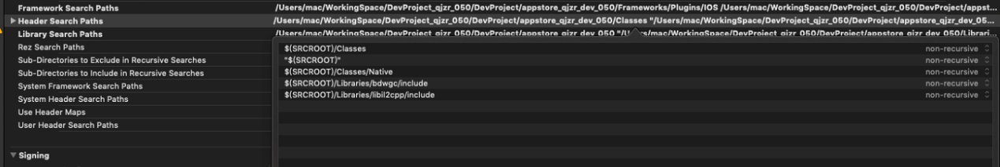 Framework Search Paths /Users/mac/WorkingSpace/DevProject_qjzr_050/DevProject/appstore_qjzr_dev_050/Frameworks/Plugins/IOS /Users/mac/WorkingSpace/DevProject_qjzr_050/DevProject/appst...
Header Search Paths /Users/mac/WorkingSpace/DevProject_qjzr_050/DevProject/appstore_qjzr_dev_050/Classes "/Users/mac/WorkingSpace/DevProject_qjzr_050/DevProject/appstore_qjzr_dev_05...
Library Search Paths /Users/mac/WorkingSpace/DevProject_qjzr_050/DevProject/appstore_qjzr_dev_050 /WorkingSpace/DevProject_qjzr_050/DevProject/appstore_qjzr_dev_050/Librari...
Rez Search Paths
$(SRCROOT)/Classes non-recursive
Sub-Directories to Exclude in Recursive Searches
"$(SRCROOT)" non-recursive
Sub-Directories to Include in Recursive Searches
$(SRCROOT)/Classes/Native non-recursive
System Framework Search Paths
$(SRCROOT)/Libraries/bdwgc/include non-recursive
System Header Search Paths
$(SRCROOT)/Libraries/libil2cpp/include non-recursive
Use Header Maps
User Header Search Paths
Signing